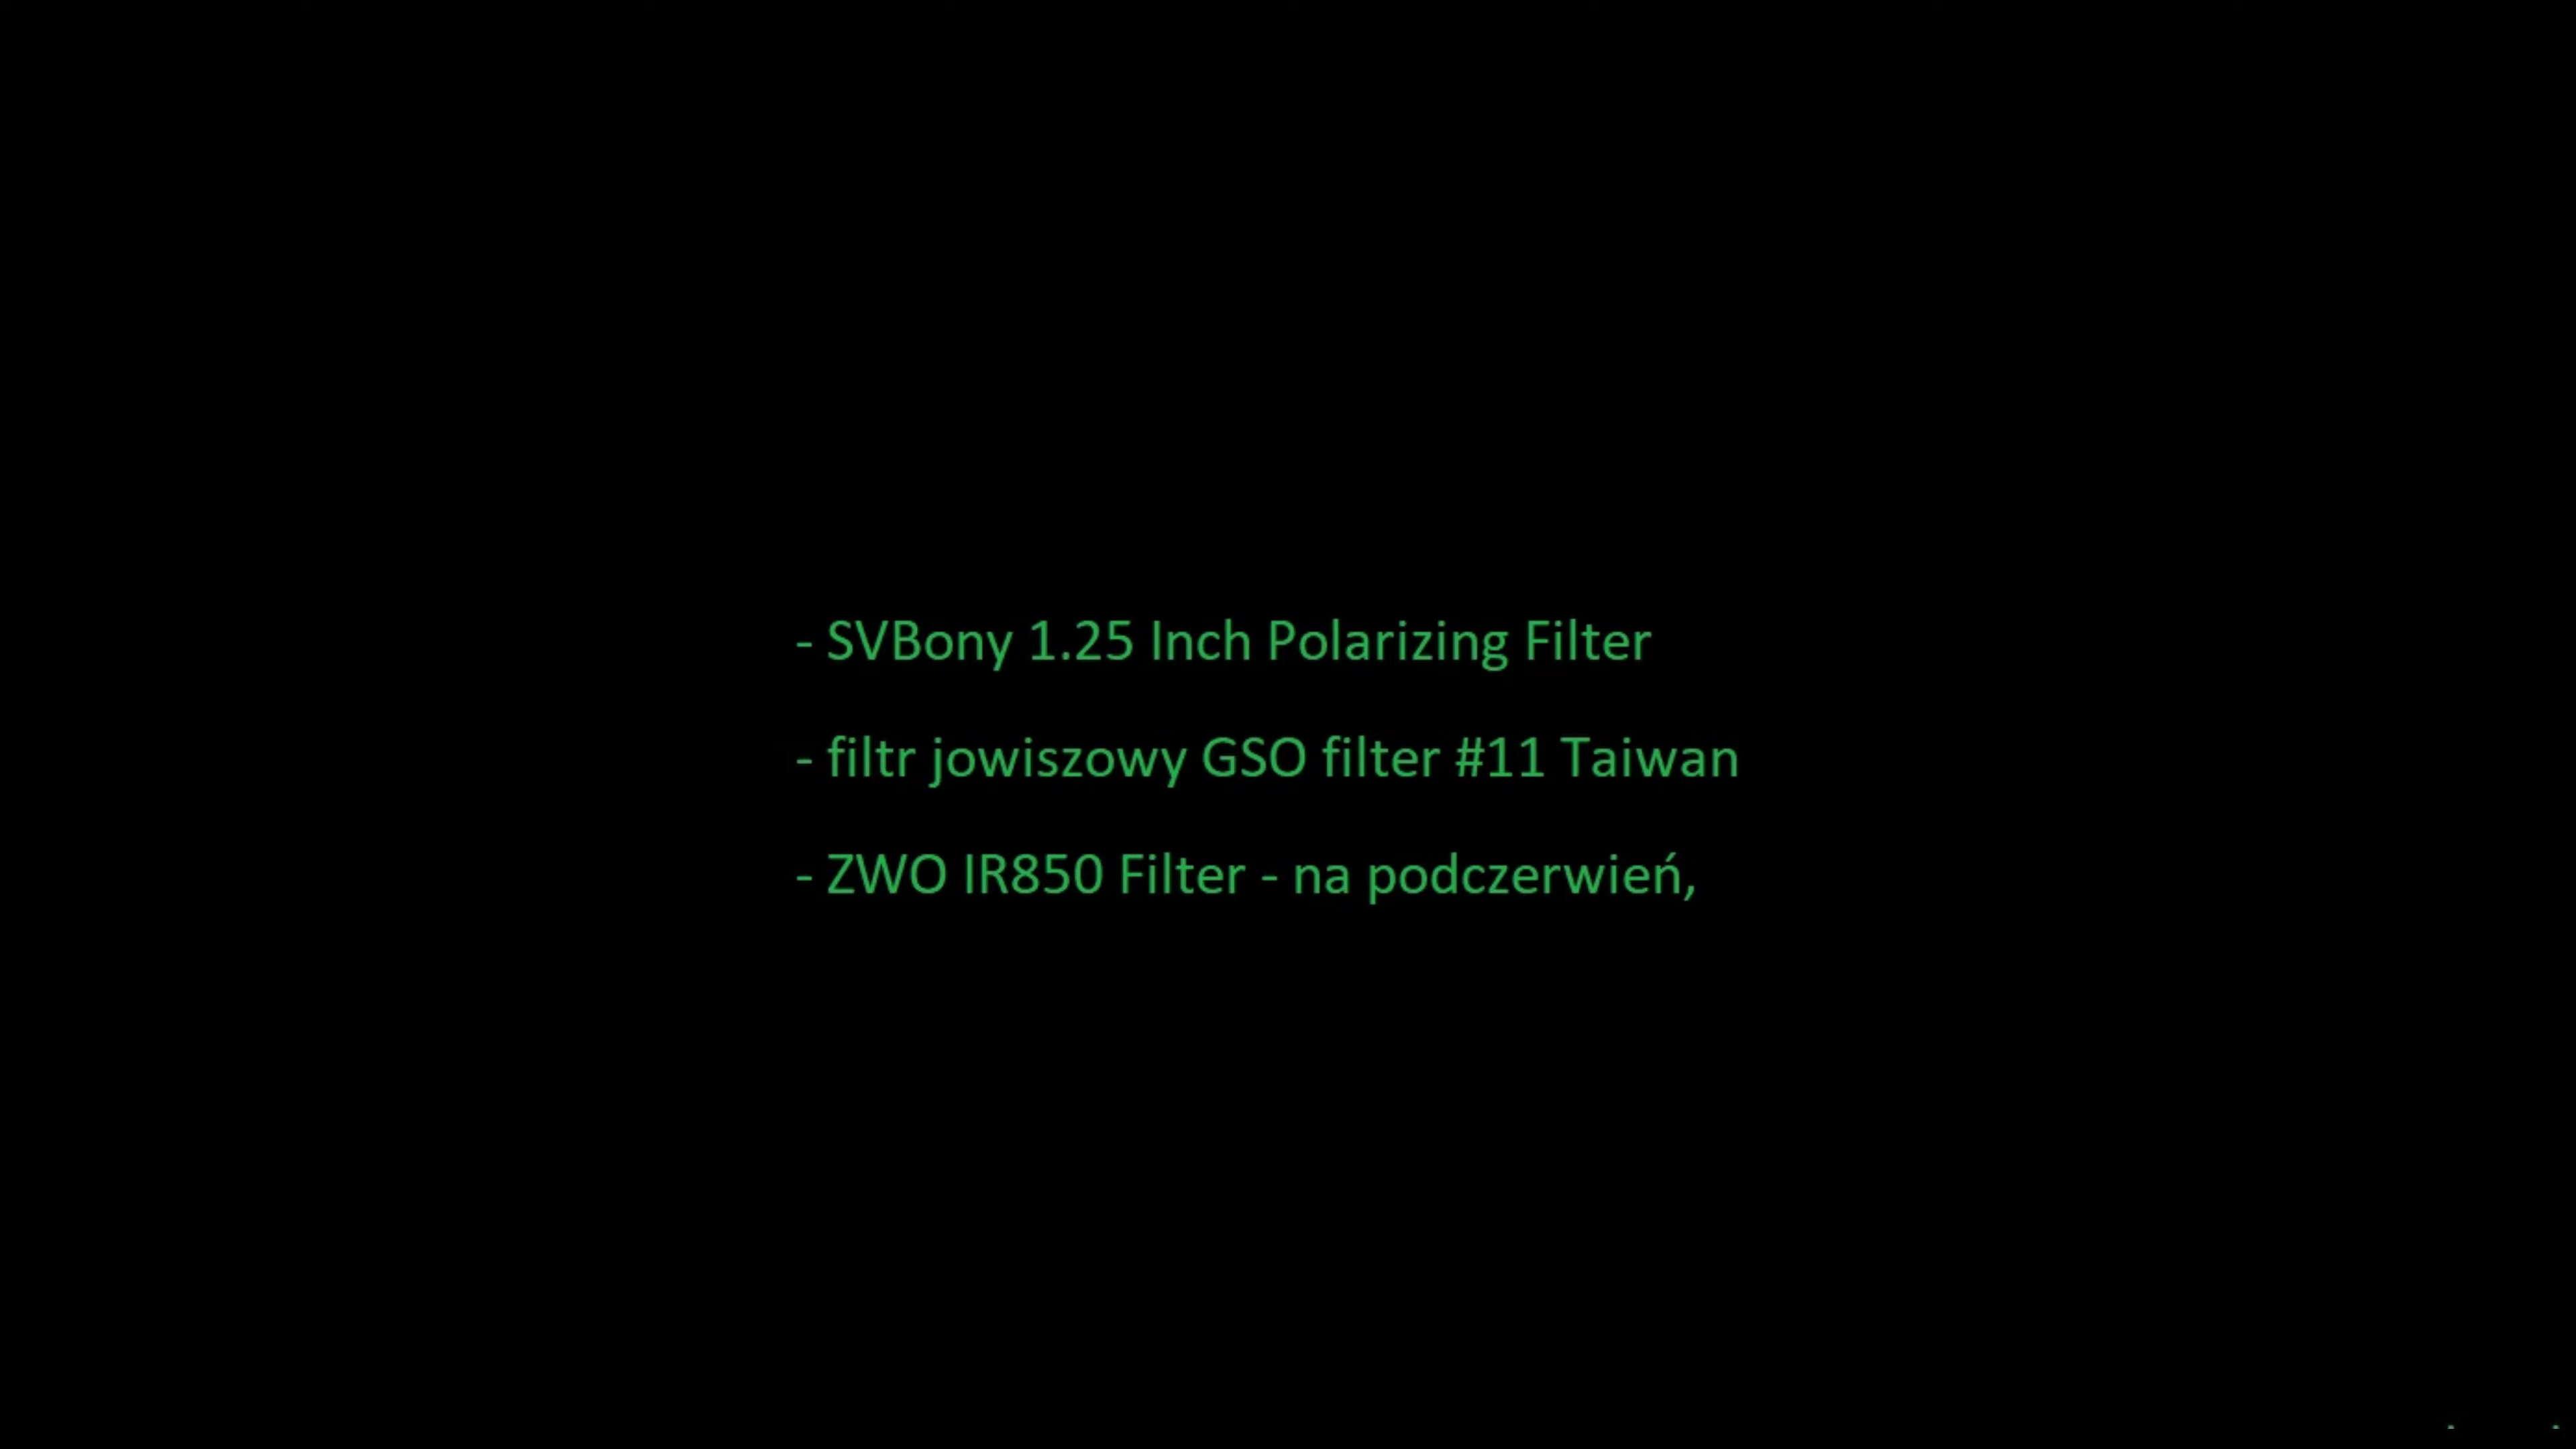 - SVBony 1.25 Inch Polarizing Filter
- filtr jowiszowy GSO filter #11 Taiwan
- ZWO IR850 Filter - na podczerwień,